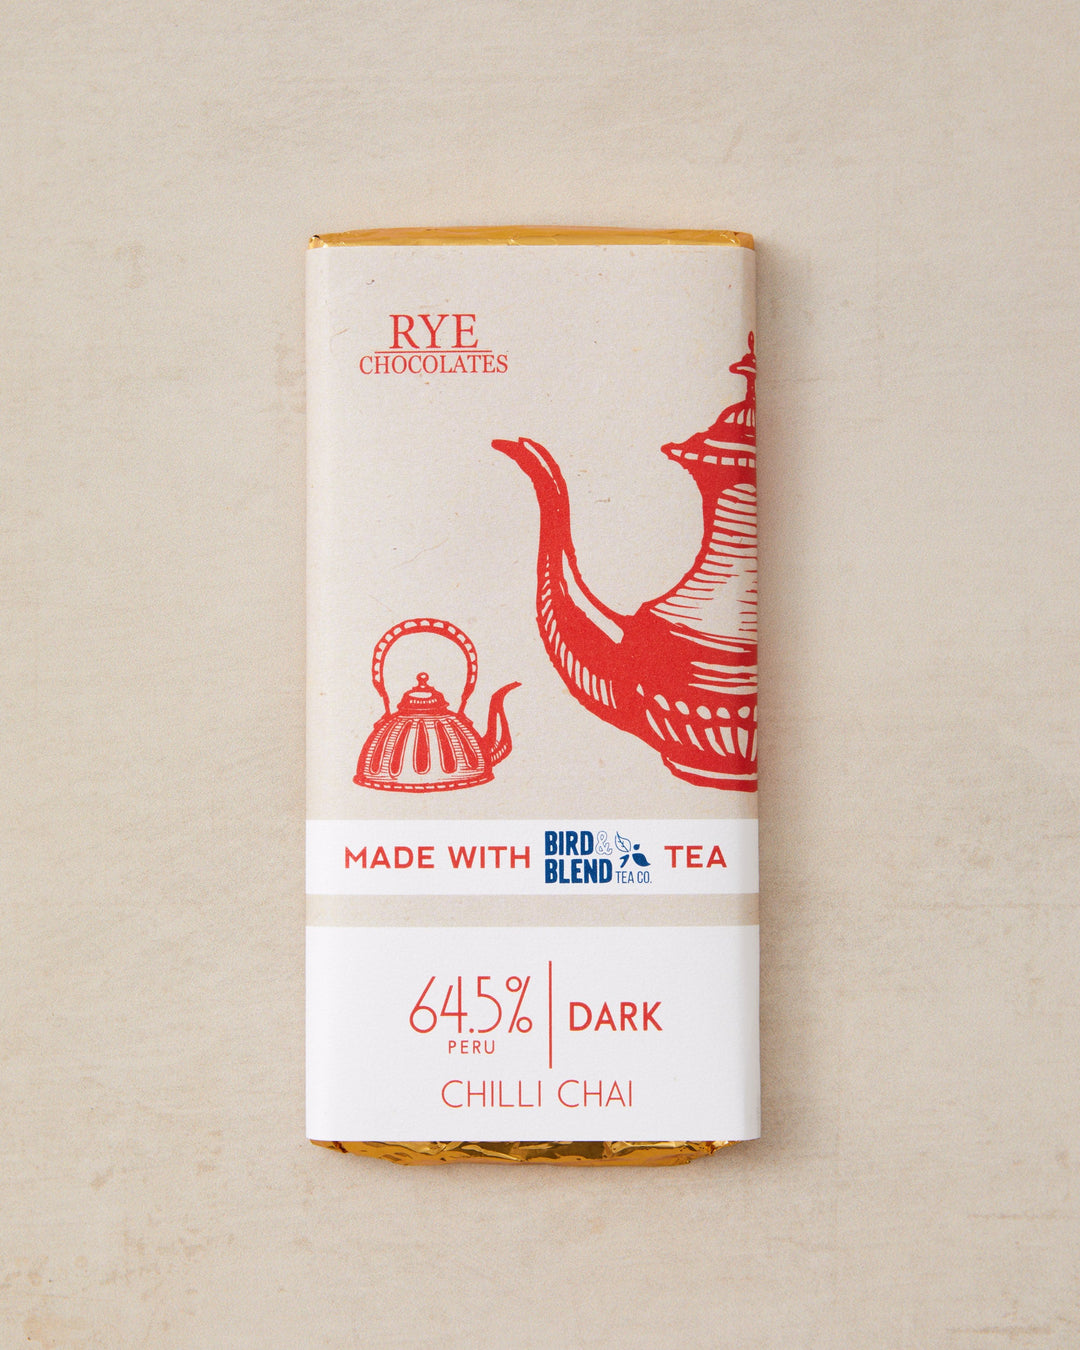 RYE
CHOCOLATES
MADE WITH BIRD & BLEND TEA CO. TEA
64.5% DARK
PERU
CHILLI CHAI